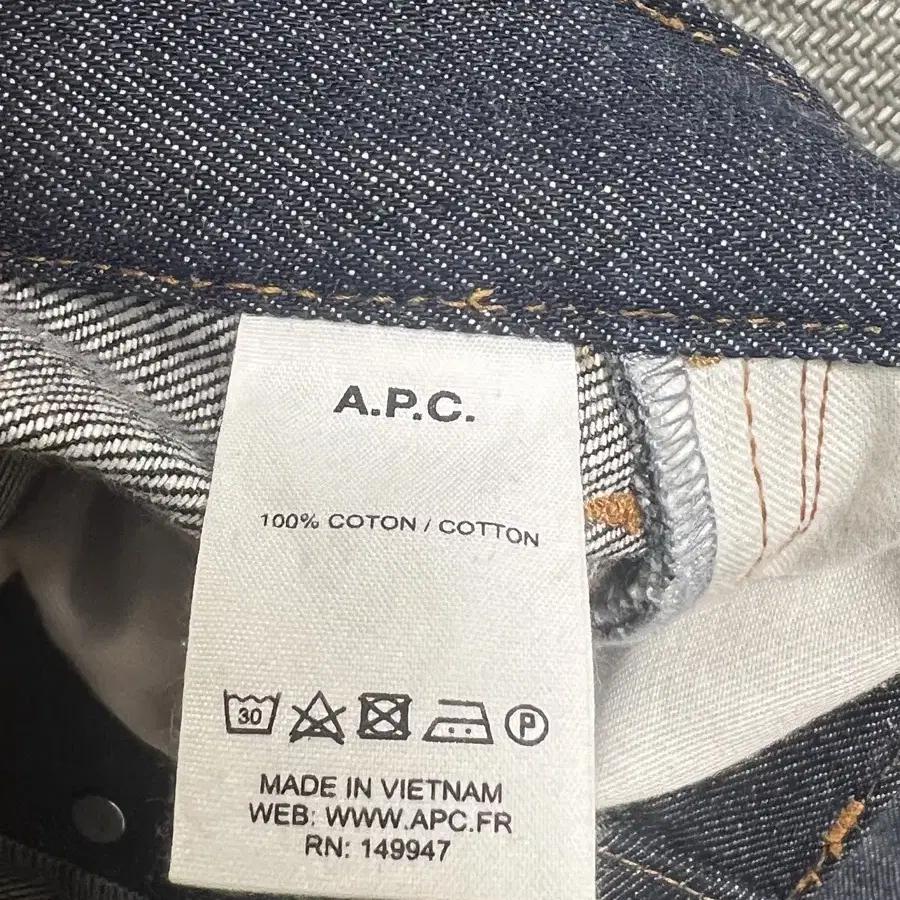 A.P.C.
100% COTON / COTTON
30 P
MADE IN VIETNAM
WEB: WWW.APC.FR
RN: 149947